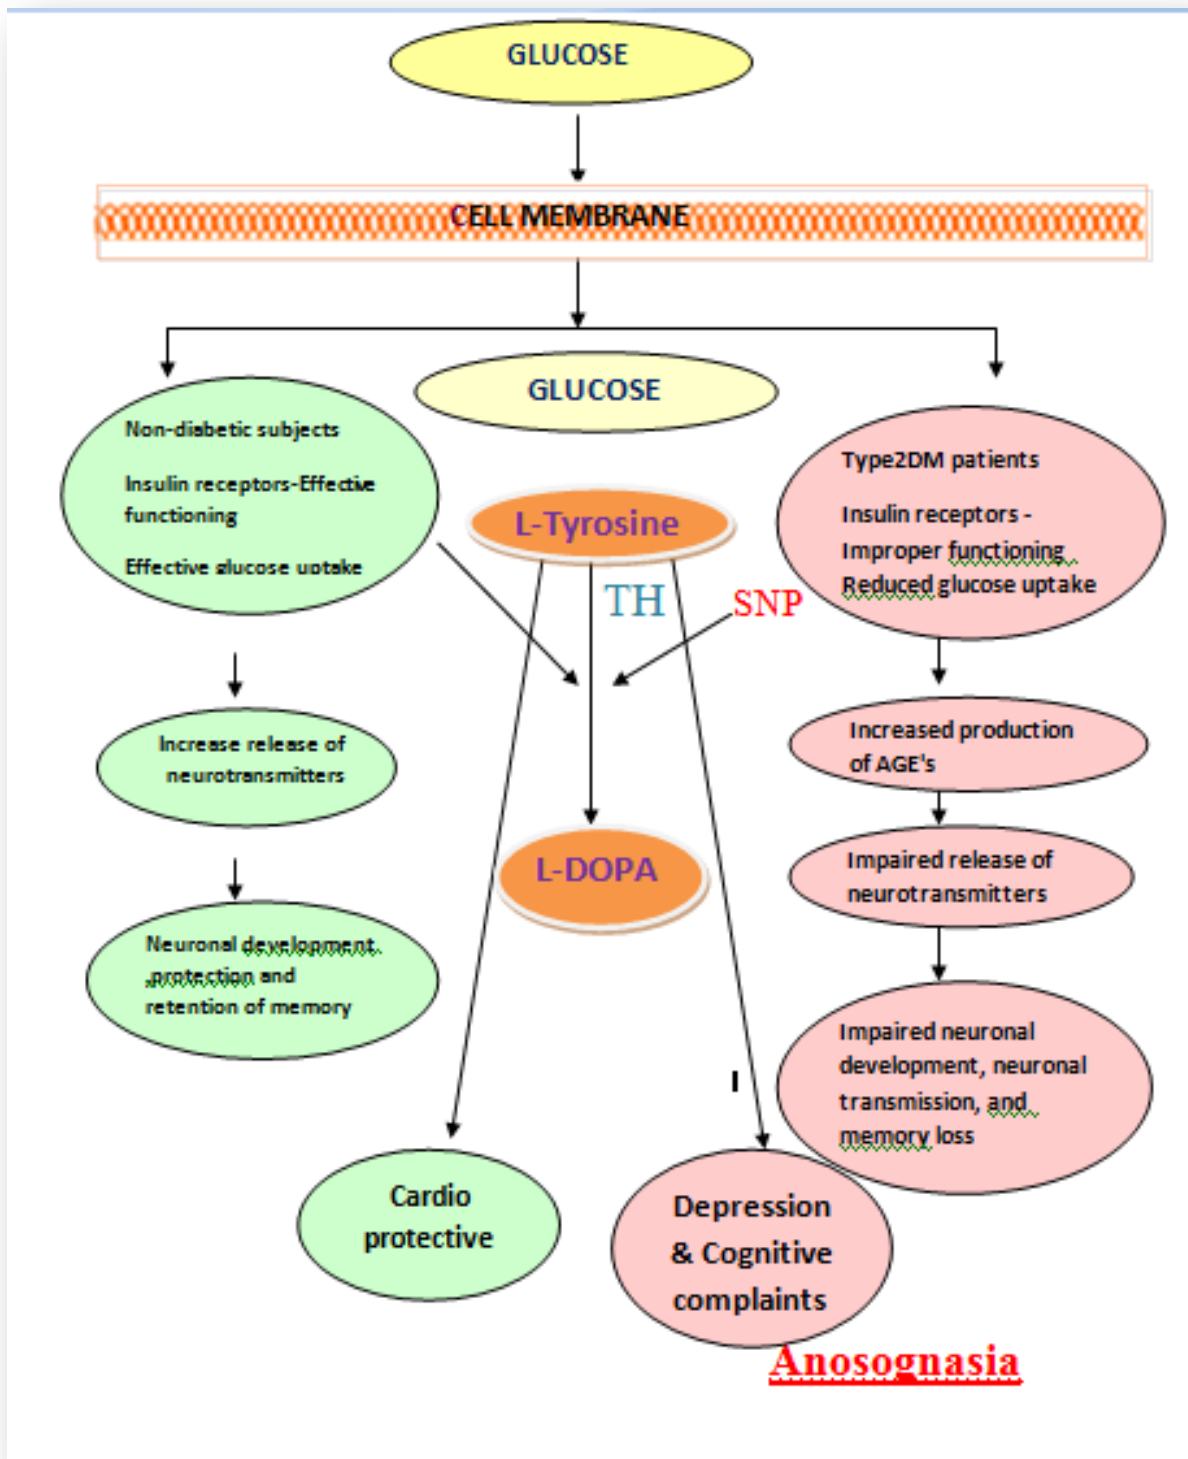 GLUCOSE
CELL MEMBRANE
GLUCOSE
Non-diabetic subjects
Insulin receptors-Effective
functioning
Effective glucose uptake
L-Tyrosine
TH
SNP
Type2DM patients
Insulin receptors -
Improper functioning
Reduced glucose uptake
Increase release of
neurotransmitters
Increased production
of AGE's
L-DOPA
Impaired release of
neurotransmitters
Neuronal development
,protection and
retention of memory
Impaired neuronal
development, neuronal
transmission, and
memory loss
I
Cardio
protective
Depression
& Cognitive
complaints
Anosognasia